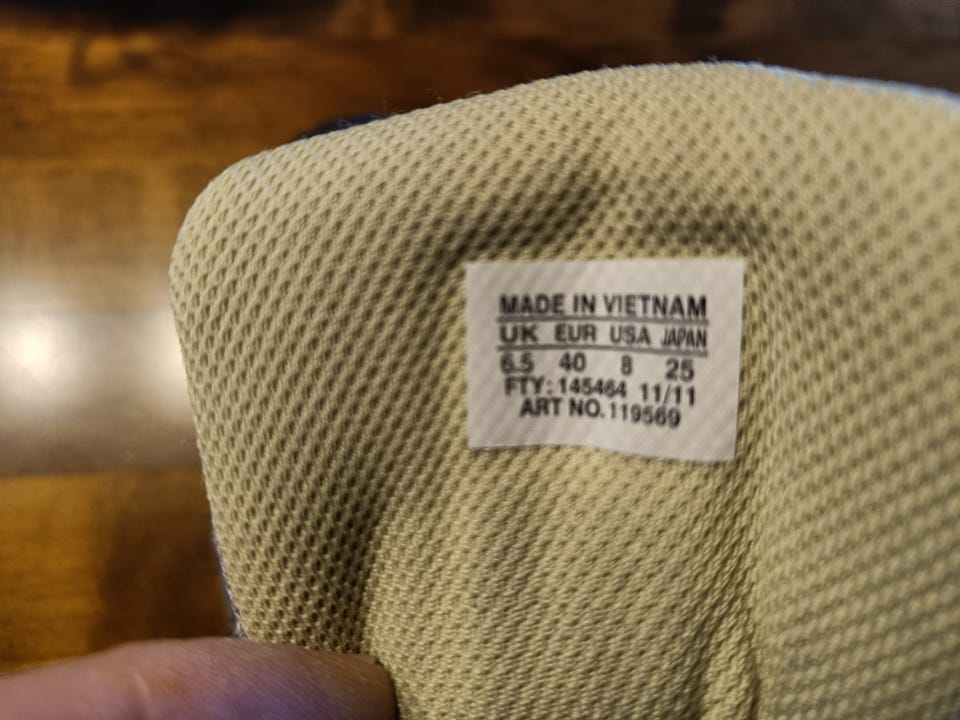 MADE IN VIETNAM
UK EUR USA JAPAN
6.5 40 8 25
FTY: 145464 11/11
ART NO. 119569